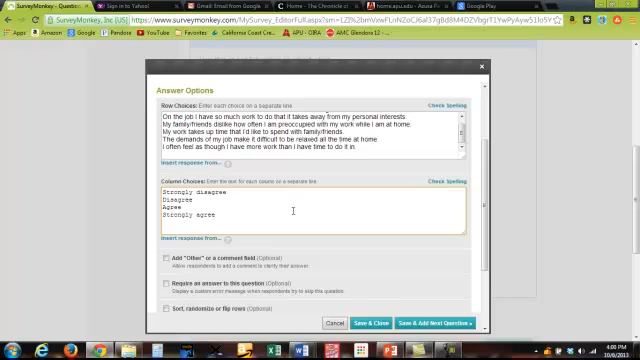 SurveyMonkey - Design S
Sign in to Yahoo!
Gmail: Email from Google
Home - The Chronicle of
home.apu.edu - Azusa P
Google Play
SurveyMonkey, Inc [US]
https://www.surveymonkey.com/MySurvey_EditorFull.aspx
Apps
Pandora
Facebook
YouTube
California Coast Cre
APU - GIRA
AMC Glendora 12
Answer Options
Row Choices: Enter each choice on a separate line
Check Spelling
On the job I have so much work to do that it takes away from my personal interests.
My family/friends dislike how often I am preoccupied with my work while I am at home.
My work takes up time that I'd like to spend with family/friends.
The demands of my job make it difficult to be relaxed all the time at home
I often feel as though I have more work than I have time to do it in
Insert response from...
Column Choices: Enter the text for each column on a separate line
Check Spelling
Strongly disagree
Disagree
Agree
Strongly agree
Insert response from...
Add "Other" or a comment field (Optional)
Allow respondents to add a comment to clarify their answer.
Require an answer to this question (Optional)
Display a custom error message when respondents try to skip this question.
Sort, randomize or flip rows (Optional)
Cancel
Save & Close
Save & Add Next Question »
4:00 PM
10/6/2013